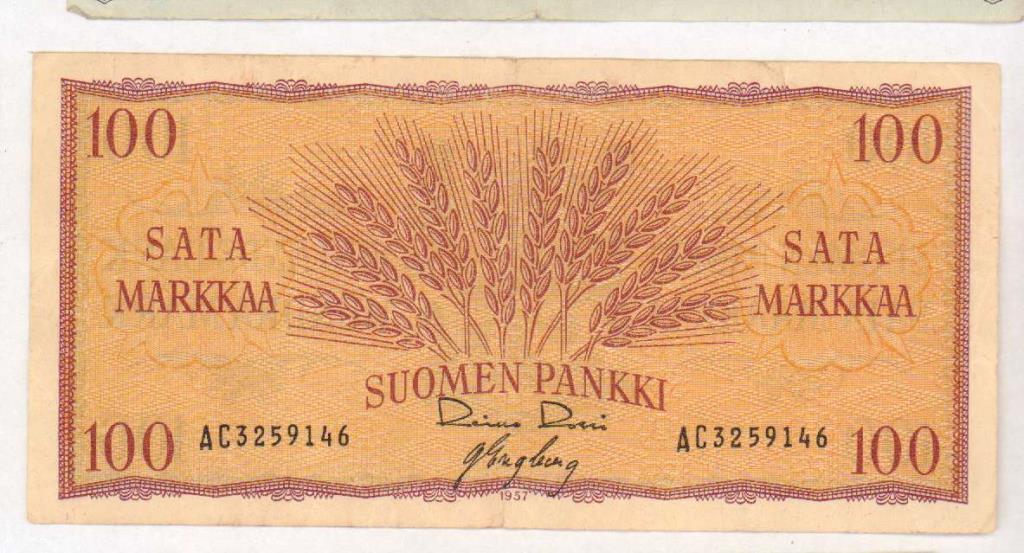 100 100
SATA MARKKAA
SATA MARKKAA
SUOMEN PANKKI
100 AC3259146
AC3259146 100
1957